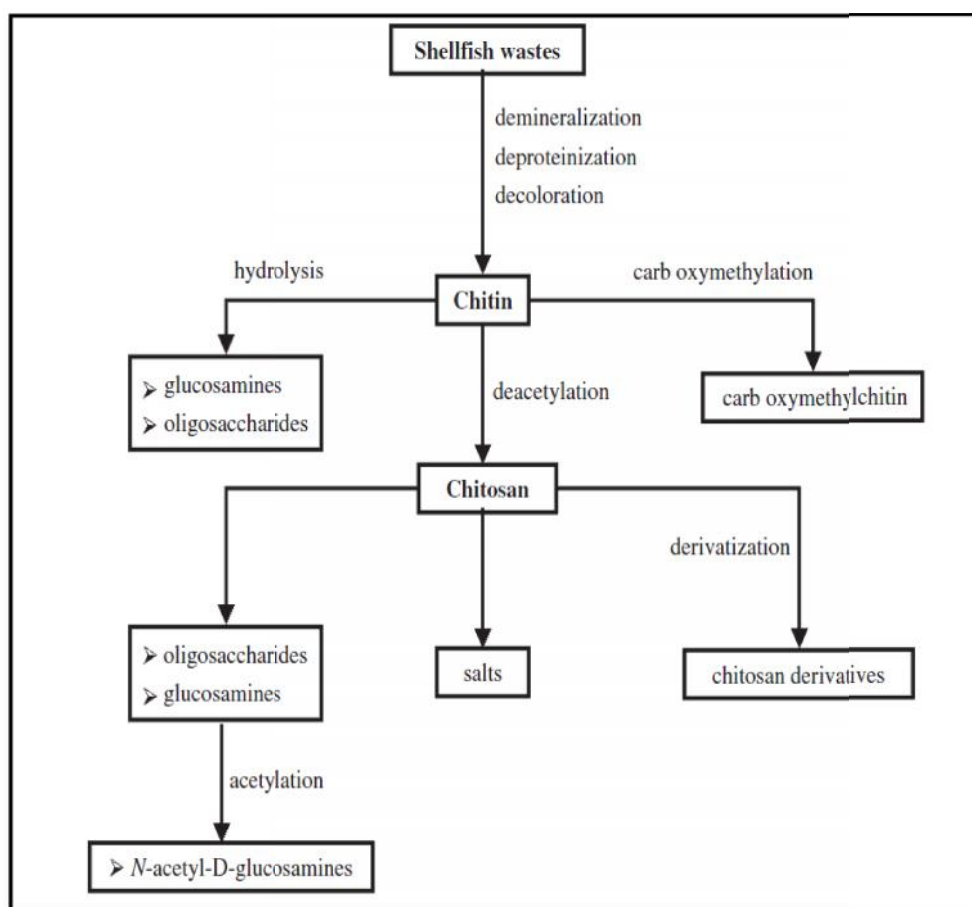 Shellfish wastes
demineralization
deproteinization
decoloration
hydrolysis
carb oxymethylation
Chitin
➢ glucosamines
➢ oligosaccharides
deacetylation
carb oxymethylchitin
Chitosan
derivatization
➢ oligosaccharides
➢ glucosamines
salts
chitosan derivatives
acetylation
➢ N-acetyl-D-glucosamines